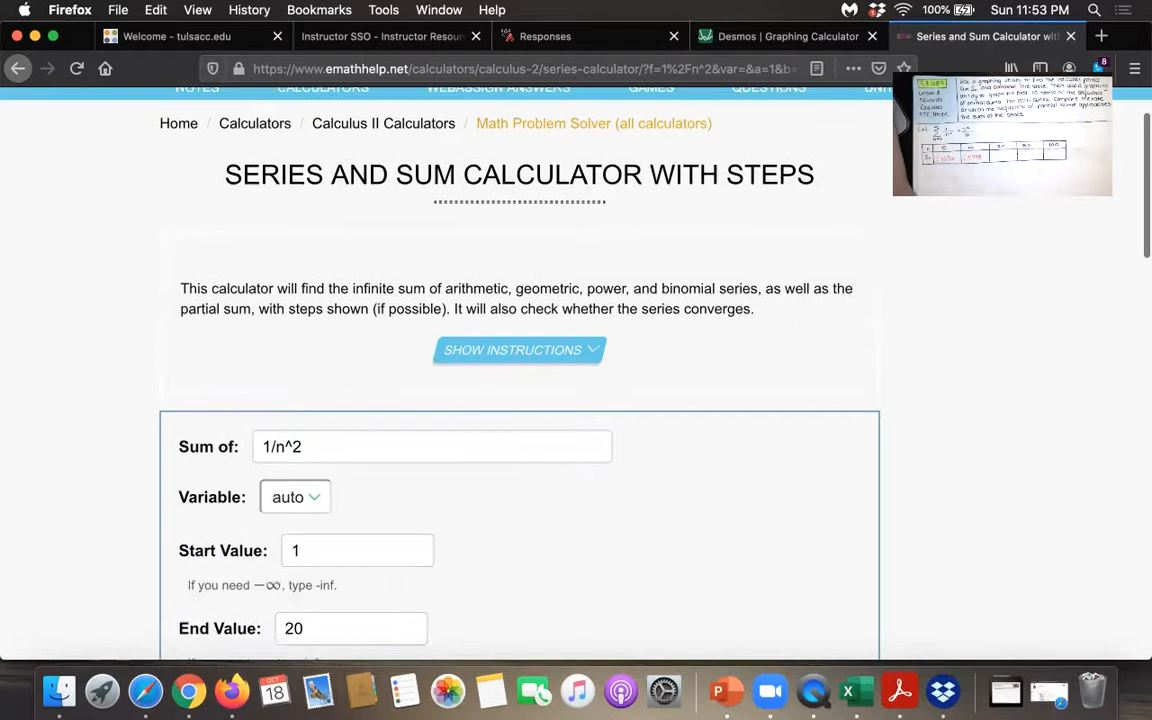 Firefox File Edit View History Bookmarks Tools Window Help 100% Sun 11:53 PM
Welcome - tulsacc.edu Instructor SSO - Instructor Resour Responses Desmos | Graphing Calculator Series and Sum Calculator wit
https://www.emathhelp.net/calculators/calculus-2/series-calculator/?f=1%2Fn^2&var=&a=1&b= 8
NOTES CALCULATORS WEBASSIGN ANSWERS GAMES QUESTIONS
Home / Calculators / Calculus II Calculators / Math Problem Solver (all calculators)
SERIES AND SUM CALCULATOR WITH STEPS
This calculator will find the infinite sum of arithmetic, geometric, power, and binomial series, as well as the
partial sum, with steps shown (if possible). It will also check whether the series converges.
SHOW INSTRUCTIONS
Sum of: 1/n^2
Variable: auto
Start Value: 1
If you need −∞, type -inf.
End Value: 20
OCT
18